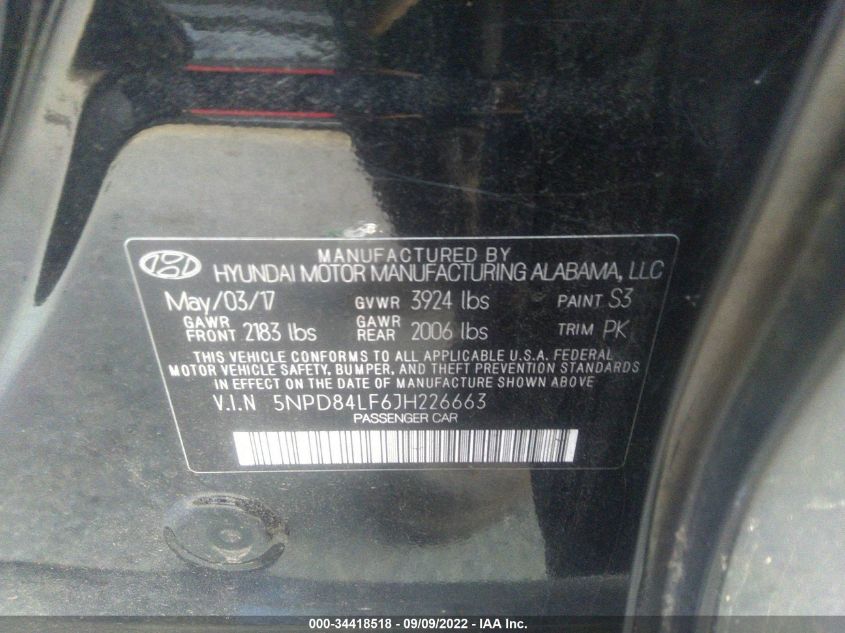 MANUFACTURED BY
HYUNDAI MOTOR MANUFACTURING ALABAMA, LLC
May/03/17 GVWR 3924 lbs PAINT S3
GAWR FRONT 2183 lbs GAWR REAR 2006 lbs TRIM PK
THIS VEHICLE CONFORMS TO ALL APPLICABLE U.S.A. FEDERAL
MOTOR VEHICLE SAFETY, BUMPER, AND THEFT PREVENTION STANDARDS
IN EFFECT ON THE DATE OF MANUFACTURE SHOWN ABOVE
V.I.N 5NPD84LF6JH226663
PASSENGER CAR
000-34418518 - 09/09/2022 - IAA Inc.